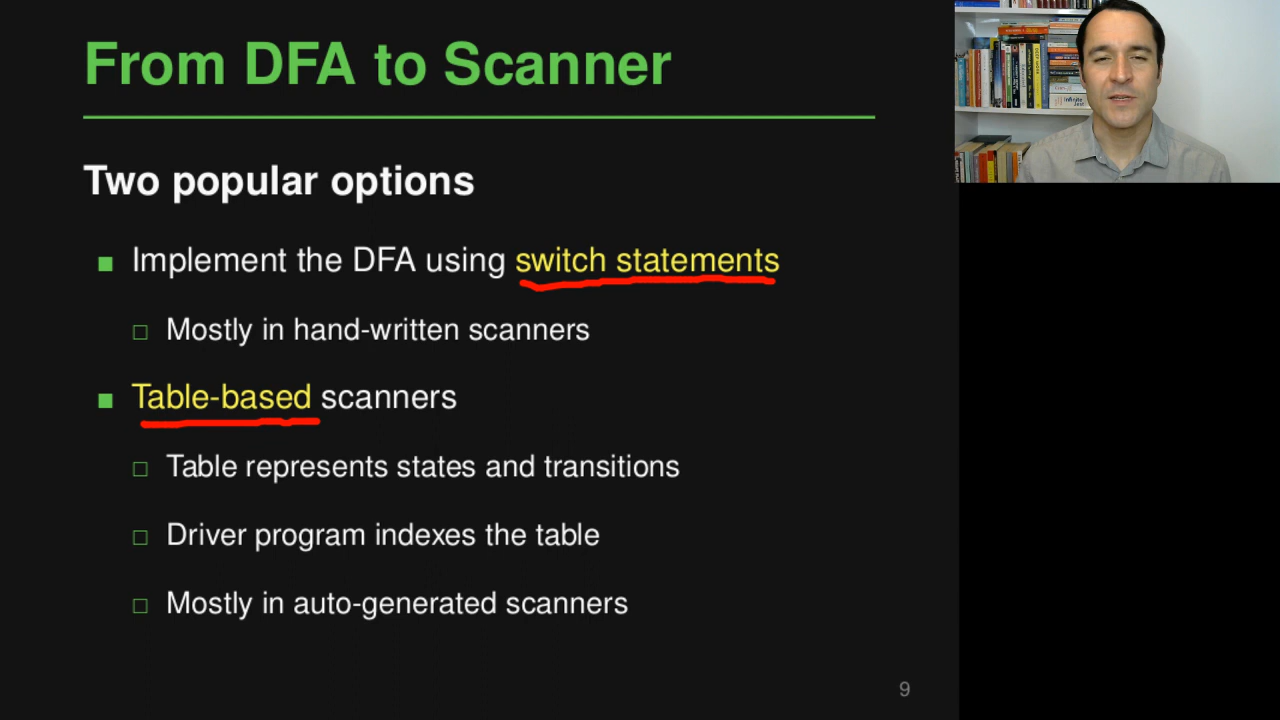 From DFA to Scanner
Two popular options
Implement the DFA using switch statements
Mostly in hand-written scanners
Table-based scanners
Table represents states and transitions
Driver program indexes the table
Mostly in auto-generated scanners
9
Infinite